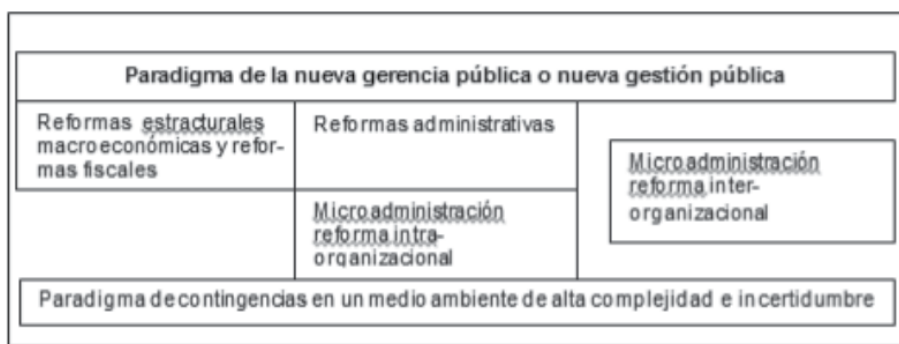 Paradigma de la nueva gerencia pública o nueva gestión pública
Reformas estracturales
macroeconómicas y refor-
mas fiscales
Reformas administrativas
Microadministración
reforma intra-
organizacional
Microadministración
reforma inter-
organizacional
Paradigma de contingencias en un medio ambiente de alta complejidad e incertidumbre